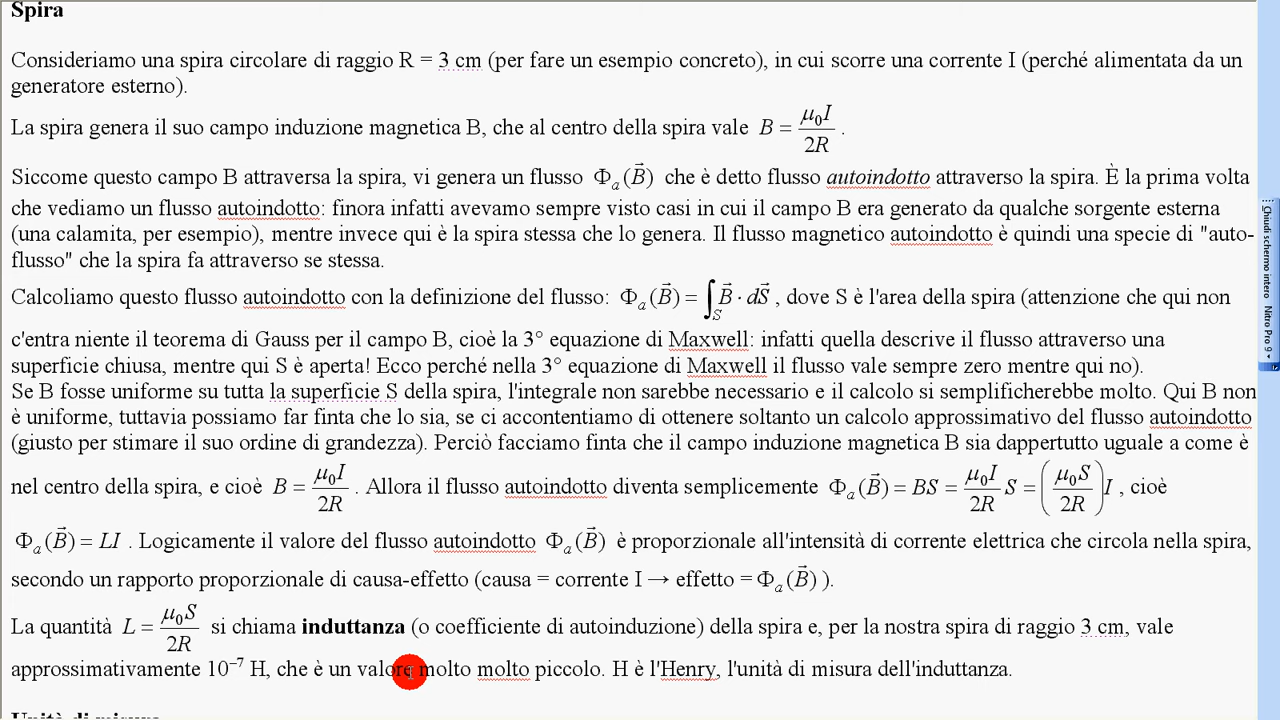 Spira
Consideriamo una spira circolare di raggio R = 3 cm (per fare un esempio concreto), in cui scorre una corrente I (perché alimentata da un
generatore esterno).
La spira genera il suo campo induzione magnetica B, che al centro della spira vale B = μ₀I / 2R .
Siccome questo campo B attraversa la spira, vi genera un flusso Φₐ(B⃗) che è detto flusso autoindotto attraverso la spira. È la prima volta
che vediamo un flusso autoindotto: finora infatti avevamo sempre visto casi in cui il campo B era generato da qualche sorgente esterna
(una calamita, per esempio), mentre invece qui è la spira stessa che lo genera. Il flusso magnetico autoindotto è quindi una specie di "auto-
flusso" che la spira fa attraverso se stessa.
Calcoliamo questo flusso autoindotto con la definizione del flusso: Φₐ(B⃗) = ∫_S B⃗ · dS⃗ , dove S è l'area della spira (attenzione che qui non
c'entra niente il teorema di Gauss per il campo B, cioè la 3° equazione di Maxwell: infatti quella descrive il flusso attraverso una
superficie chiusa, mentre qui S è aperta! Ecco perché nella 3° equazione di Maxwell il flusso vale sempre zero mentre qui no).
Se B fosse uniforme su tutta la superficie S della spira, l'integrale non sarebbe necessario e il calcolo si semplificherebbe molto. Qui B non
è uniforme, tuttavia possiamo far finta che lo sia, se ci accontentiamo di ottenere soltanto un calcolo approssimativo del flusso autoindotto
(giusto per stimare il suo ordine di grandezza). Perciò facciamo finta che il campo induzione magnetica B sia dappertutto uguale a come è
nel centro della spira, e cioè B = μ₀I / 2R . Allora il flusso autoindotto diventa semplicemente Φₐ(B⃗) = BS = μ₀I / 2R S = (μ₀S / 2R) I , cioè
Φₐ(B⃗) = LI . Logicamente il valore del flusso autoindotto Φₐ(B⃗) è proporzionale all'intensità di corrente elettrica che circola nella spira,
secondo un rapporto proporzionale di causa-effetto (causa = corrente I → effetto = Φₐ(B⃗) ).
La quantità L = μ₀S / 2R si chiama induttanza (o coefficiente di autoinduzione) della spira e, per la nostra spira di raggio 3 cm, vale
approssimativamente 10⁻⁷ H, che è un valore molto molto piccolo. H è l'Henry, l'unità di misura dell'induttanza.
Unità di misura
Chiudi schermo intero Nitro Pro 9